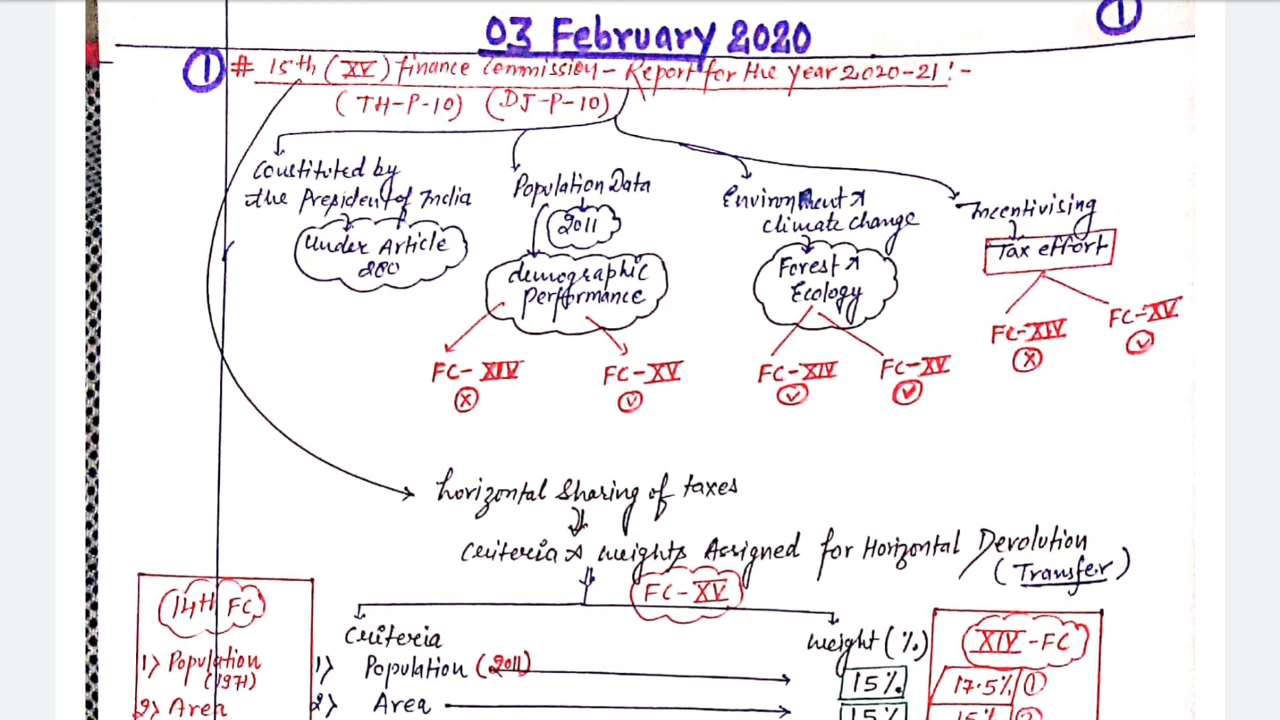 03 February 2020
①
① # 15th (XV) finance Commission - Report for the year 2020-21 :-
(TH-P-10) (DJ-P-10)
Constituted by
the President of India
Under Article
280
Population Data
2011
demographic
performance
FC-XIV
FC-XV
Environment &
climate change
Forest &
Ecology
FC-XIV
FC-XV
Incentivising
Tax effort
FC-XIV
FC-XV
horizontal sharing of taxes
Criteria & weights Assigned for Horizontal Devolution
(Transfer)
FC-XV
14th FC
1) Population
(1971)
2) Area
Criteria
1) Population (2011)
2) Area
weight (%)
15%
15%
XIV-FC
17.5% ①
15% ②